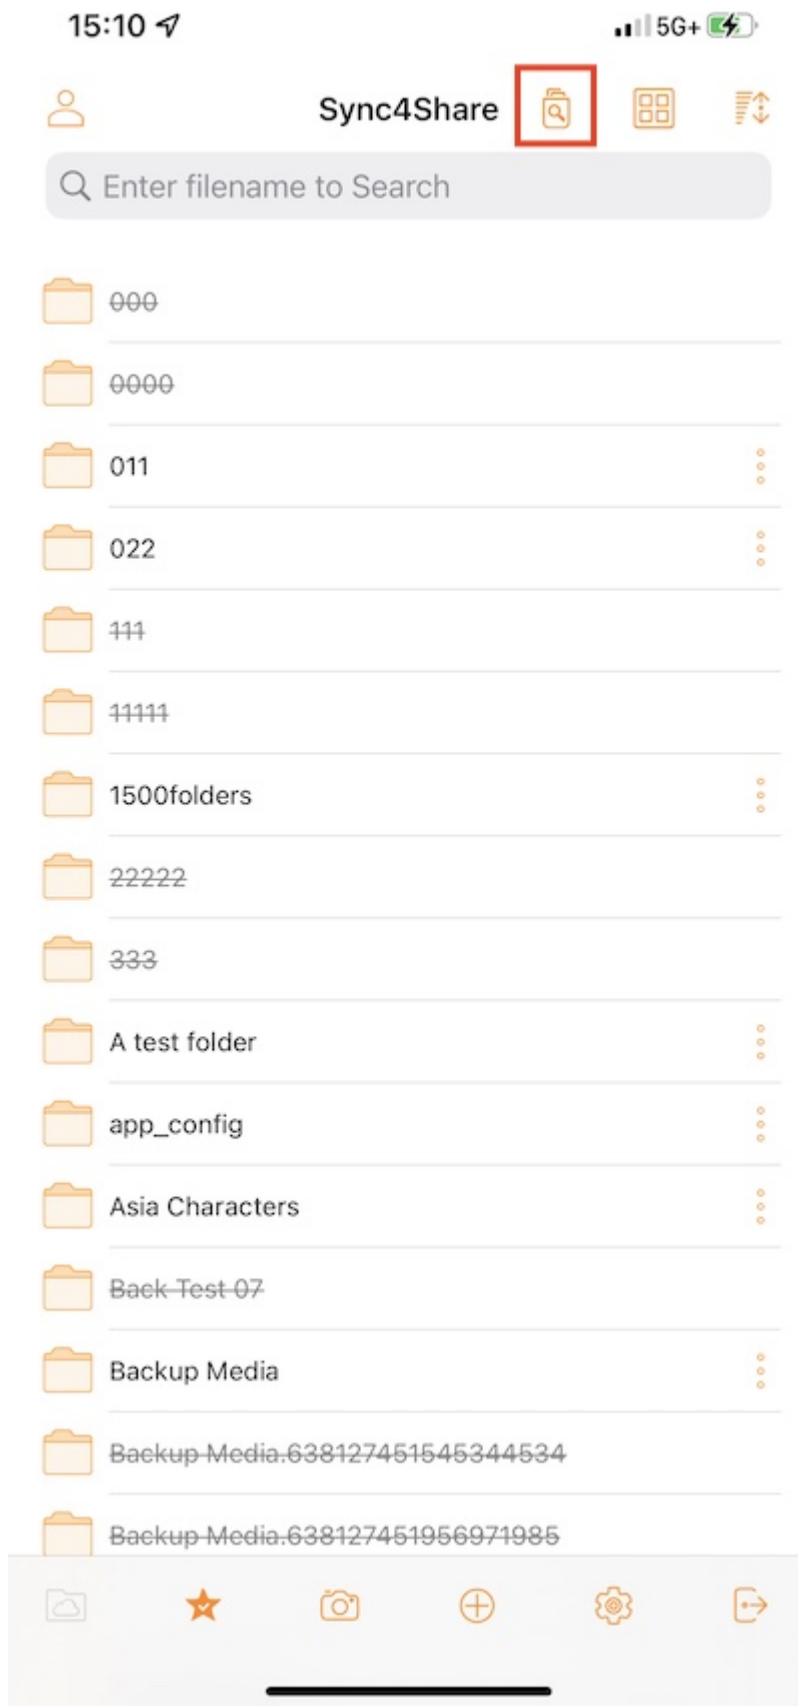 15:10
5G+
Sync4Share
Enter filename to Search
000
0000
011
022
111
11111
1500folders
22222
333
A test folder
app_config
Asia Characters
Back Test 07
Backup Media
Backup Media.638127451545344534
Backup Media.638127451956971985